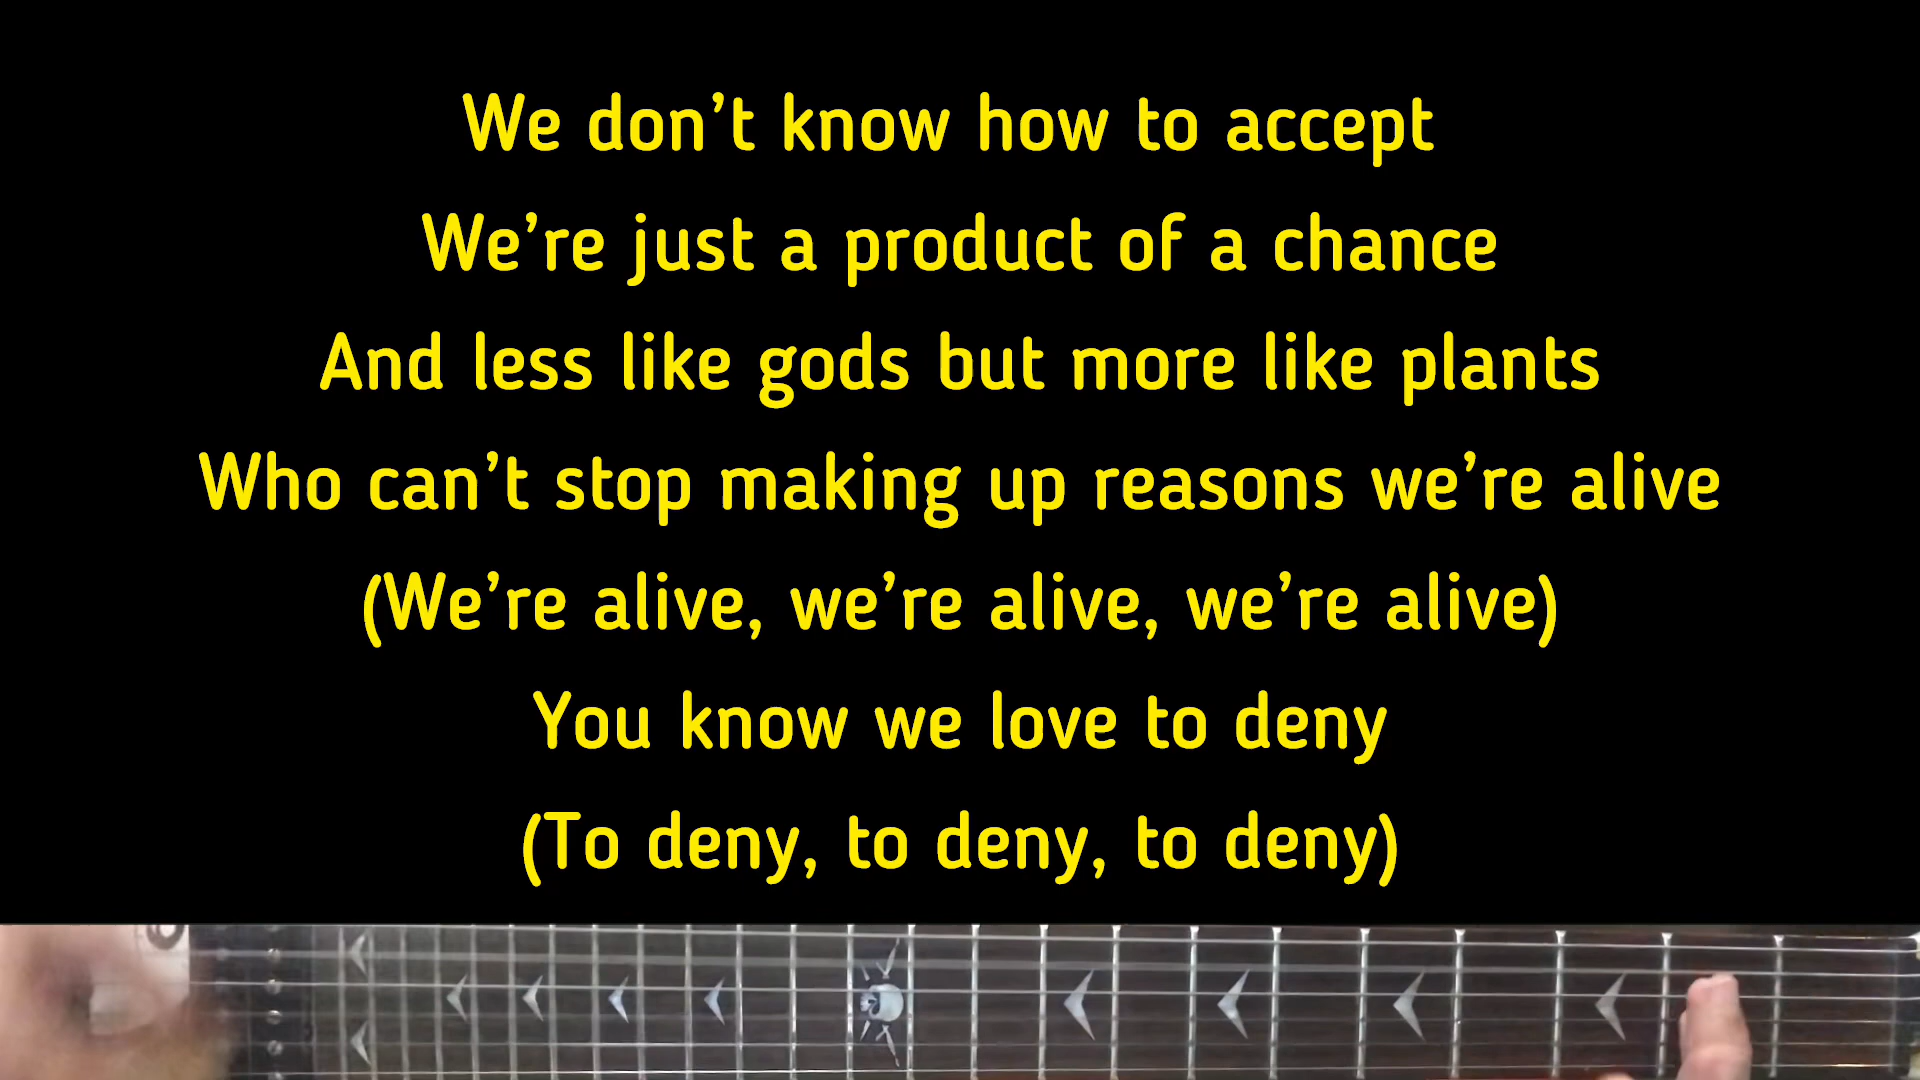 We don’t know how to accept
We’re just a product of a chance
And less like gods but more like plants
Who can’t stop making up reasons we’re alive
(We’re alive, we’re alive, we’re alive)
You know we love to deny
(To deny, to deny, to deny)